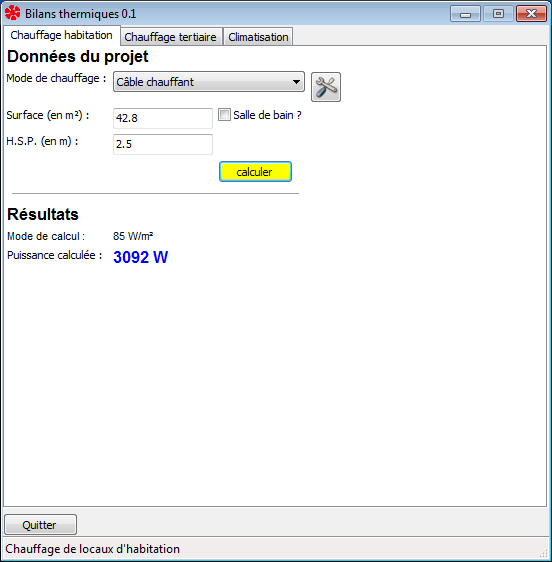 Bilans thermiques 0.1
Chauffage habitation Chauffage tertiaire Climatisation
Données du projet
Mode de chauffage : Câble chauffant
Surface (en m²) : 42.8 Salle de bain ?
H.S.P. (en m) : 2.5
calculer
Résultats
Mode de calcul : 85 W/m²
Puissance calculée : 3092 W
Quitter
Chauffage de locaux d'habitation